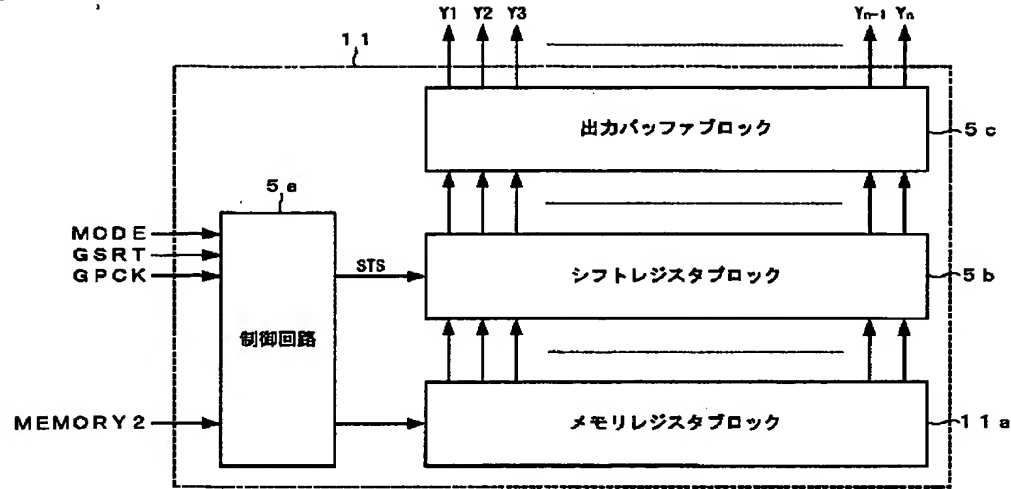 Y1 Y2 Y3 Yn-1 Yn
11
出力バッファブロック
5c
5a
MODE
GSRT
GPCK
STS
シフトレジスタブロック
5b
制御回路
MEMORY2
メモリレジスタブロック
11a